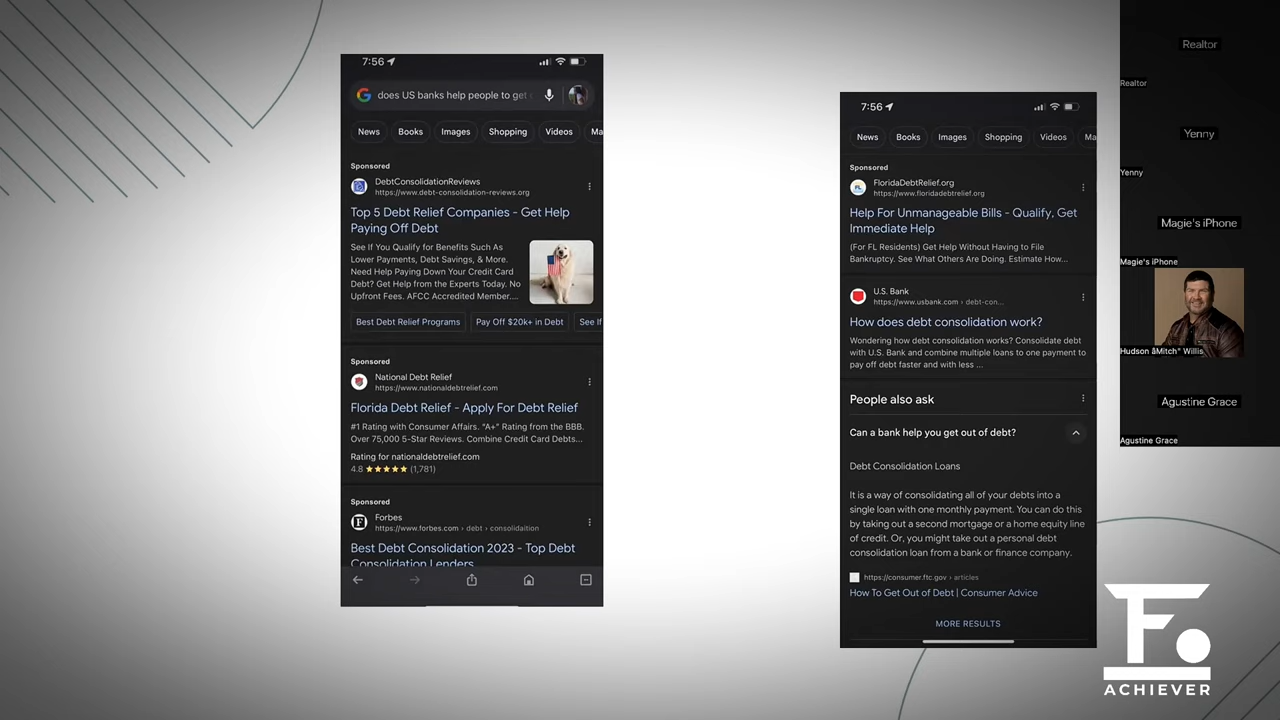 7:56
does US banks help people to get
News Books Images Shopping Videos Ma
Sponsored
DebtConsolidationReviews
https://www.debt-consolidation-reviews.org
Top 5 Debt Relief Companies - Get Help
Paying Off Debt
See If You Qualify for Benefits Such As
Lower Payments, Debt Savings, & More.
Need Help Paying Down Your Credit Card
Debt? Get Help from the Experts Today. No
Upfront Fees. AFCC Accredited Member....
Best Debt Relief Programs Pay Off $20k+ in Debt See If
Sponsored
National Debt Relief
https://www.nationaldebtrelief.com
Florida Debt Relief - Apply For Debt Relief
#1 Rating with Consumer Affairs. "A+" Rating from the BBB.
Over 75,000 5-Star Reviews. Combine Credit Card Debts...
Rating for nationaldebtrelief.com
4.8 ★★★★★ (1,781)
Sponsored
Forbes
https://www.forbes.com › debt › consolidaition
Best Debt Consolidation 2023 - Top Debt
Consolidation Lenders
7:56
News Books Images Shopping Videos Ma
Sponsored
FloridaDebtRelief.org
https://www.floridadebtrelief.org
Help For Unmanageable Bills - Qualify, Get
Immediate Help
(For FL Residents) Get Help Without Having to File
Bankruptcy. See What Others Are Doing. Estimate How...
U.S. Bank
https://www.usbank.com › debt-con...
How does debt consolidation work?
Wondering how debt consolidation works? Consolidate debt
with U.S. Bank and combine multiple loans to one payment to
pay off debt faster and with less ...
People also ask
Can a bank help you get out of debt?
Debt Consolidation Loans
It is a way of consolidating all of your debts into a
single loan with one monthly payment. You can do this
by taking out a second mortgage or a home equity line
of credit. Or, you might take out a personal debt
consolidation loan from a bank or finance company.
https://consumer.ftc.gov › articles
How To Get Out of Debt | Consumer Advice
MORE RESULTS
Realtor
Realtor
Yenny
Yenny
Magie's iPhone
Magie's iPhone
Hudson âMitch" Willis
Agustine Grace
Agustine Grace
ACHIEVER